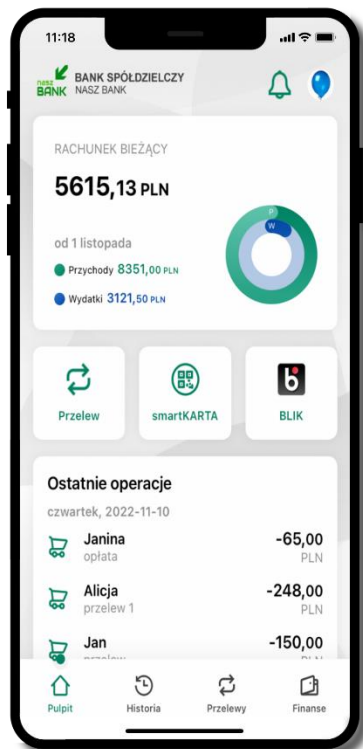 11:18
nasz
BANK
BANK SPÓŁDZIELCZY
NASZ BANK
RACHUNEK BIEŻĄCY
5615,13 PLN
od 1 listopada
Przychody 8351,00 PLN
Wydatki 3121,50 PLN
P
W
Przelew
smartKARTA
BLIK
Ostatnie operacje
czwartek, 2022-11-10
Janina
-65,00
opłata
PLN
Alicja
-248,00
przelew 1
PLN
Jan
-150,00
Pulpit
Historia
Przelewy
Finanse